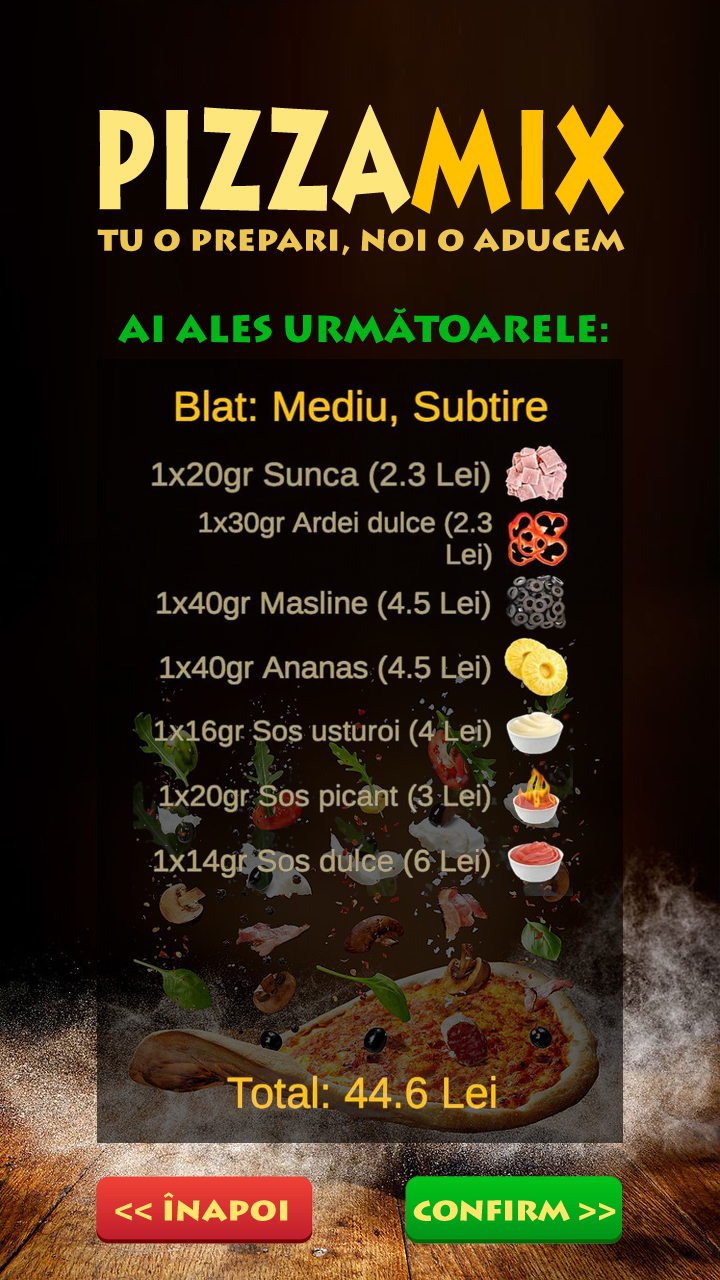 PIZZAMIX
TU O PREPARI, NOI O ADUCEM
AI ALES URMĂTOARELE:
Blat: Mediu, Subtire
1x20gr Sunca (2.3 Lei)
1x30gr Ardei dulce (2.3
Lei)
1x40gr Masline (4.5 Lei)
1x40gr Ananas (4.5 Lei)
1x16gr Sos usturoi (4 Lei)
1x20gr Sos picant (3 Lei)
1x14gr Sos dulce (6 Lei)
Total: 44.6 Lei
<< ÎNAPOI
CONFIRM >>